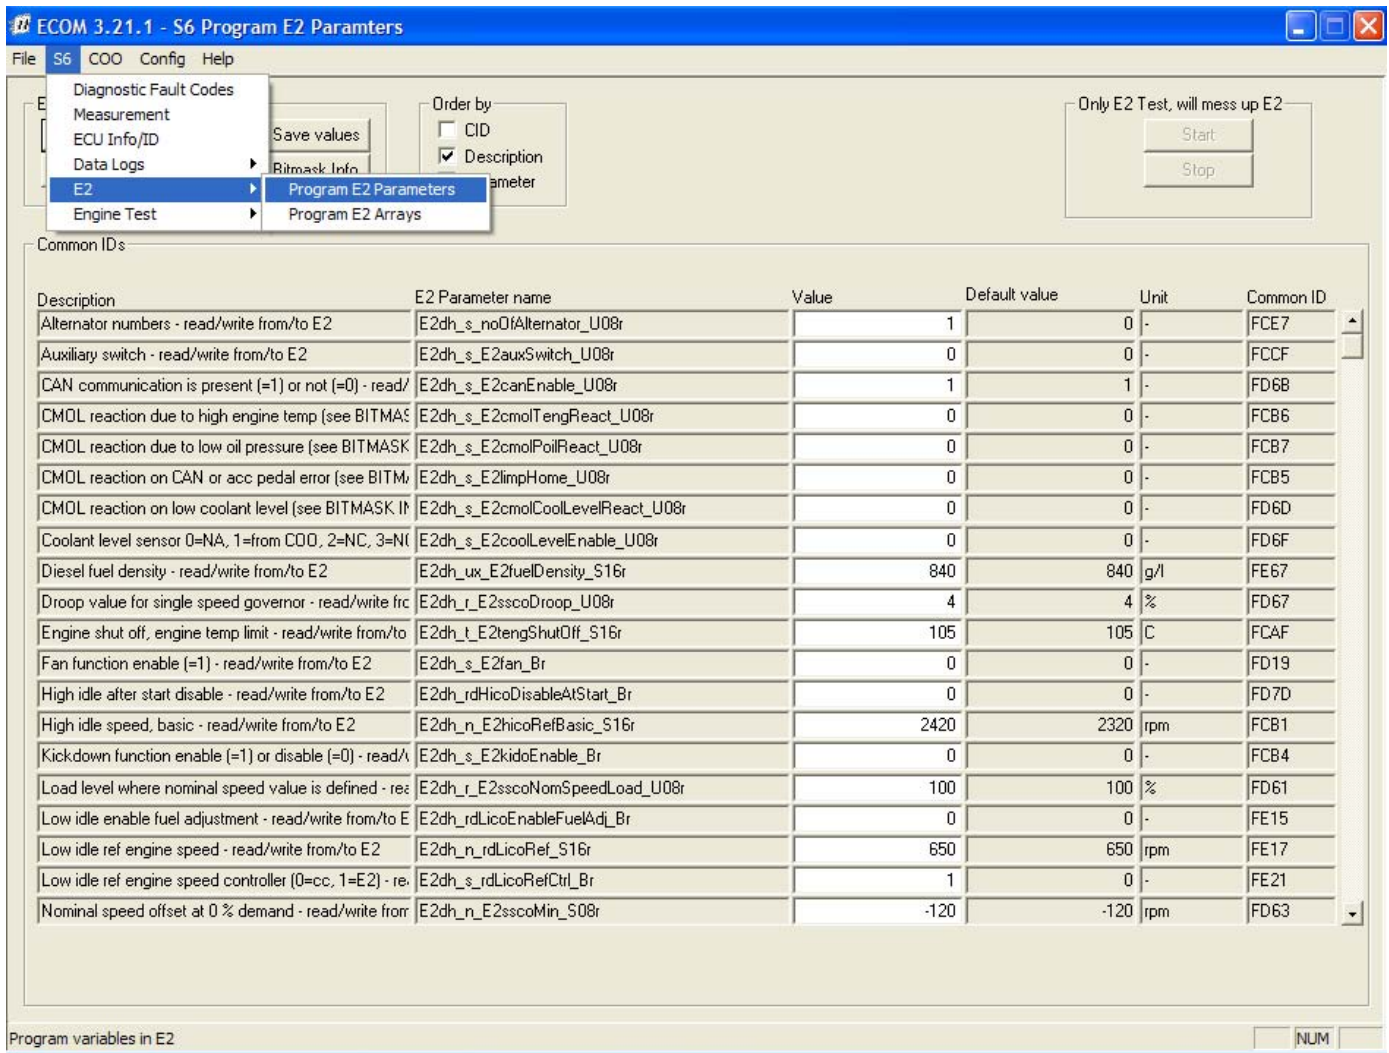 ECOM 3.21.1 - S6 Program E2 Paramters
File S6 COO Config Help
Diagnostic Fault Codes
Measurement
ECU Info/ID
Data Logs
E2
Engine Test
Program E2 Parameters
Program E2 Arrays
Save values
Bitmask Info
Order by
CID
Description
ameter
Only E2 Test, will mess up E2
Start
Stop
Common IDs
Description E2 Parameter name Value Default value Unit Common ID
Alternator numbers - read/write from/to E2 E2dh_s_noOfAlternator_U08r 1 0 - FCE7
Auxiliary switch - read/write from/to E2 E2dh_s_E2auxSwitch_U08r 0 0 - FCCF
CAN communication is present (=1) or not (=0) - read/ E2dh_s_E2canEnable_U08r 1 1 - FD6B
CMOL reaction due to high engine temp (see BITMAS E2dh_s_E2cmolTengReact_U08r 0 0 - FCB6
CMOL reaction due to low oil pressure (see BITMASK E2dh_s_E2cmolPoilReact_U08r 0 0 - FCB7
CMOL reaction on CAN or acc pedal error (see BITM E2dh_s_E2limpHome_U08r 0 0 - FCB5
CMOL reaction on low coolant level (see BITMASK IN E2dh_s_E2cmolCoolLevelReact_U08r 0 0 - FD6D
Coolant level sensor 0=NA, 1=from COO, 2=NC, 3=N E2dh_s_E2coolLevelEnable_U08r 0 0 - FD6F
Diesel fuel density - read/write from/to E2 E2dh_ux_E2fuelDensity_S16r 840 840 g/l FE67
Droop value for single speed governor - read/write fro E2dh_r_E2sscoDroop_U08r 4 4 % FD67
Engine shut off, engine temp limit - read/write from/to E2dh_t_E2tengShutOff_S16r 105 105 C FCAF
Fan function enable (=1) - read/write from/to E2 E2dh_s_E2fan_Br 0 0 - FD19
High idle after start disable - read/write from/to E2 E2dh_rdHicoDisableAtStart_Br 0 0 - FD7D
High idle speed, basic - read/write from/to E2 E2dh_n_E2hicoRefBasic_S16r 2420 2320 rpm FCB1
Kickdown function enable (=1) or disable (=0) - read/ E2dh_s_E2kidoEnable_Br 0 0 - FCB4
Load level where nominal speed value is defined - rea E2dh_r_E2sscoNomSpeedLoad_U08r 100 100 % FD61
Low idle enable fuel adjustment - read/write from/to E E2dh_rdLicoEnableFuelAdj_Br 0 0 - FE15
Low idle ref engine speed - read/write from/to E2 E2dh_n_rdLicoRef_S16r 650 650 rpm FE17
Low idle ref engine speed controller (0=cc, 1=E2) - re E2dh_s_rdLicoRefCtrl_Br 1 0 - FE21
Nominal speed offset at 0 % demand - read/write from E2dh_n_E2sscoMin_S08r -120 -120 rpm FD63
Program variables in E2
NUM